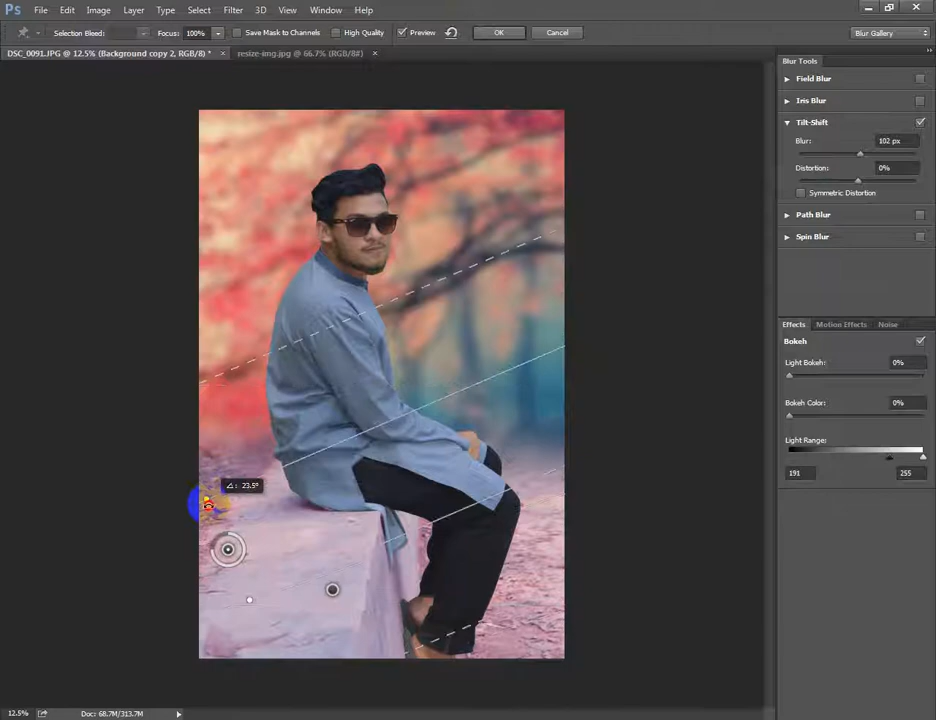 Ps File Edit Image Layer Type Select Filter 3D View Window Help
Selection Bleed: Focus: 100% Save Mask to Channels High Quality Preview OK Cancel Blur Gallery
DSC_0091.JPG @ 12.5% (Background copy 2, RGB/8) * × resize-img.jpg @ 66.7% (RGB/8#) ×
Blur Tools
Field Blur
Iris Blur
Tilt-Shift
Blur: 102 px
Distortion: 0%
Symmetric Distortion
Path Blur
Spin Blur
Effects Motion Effects Noise
Bokeh
Light Bokeh: 0%
Bokeh Color: 0%
Light Range:
191 255
: 23.5°
12.5% Doc: 68.7M/313.7M